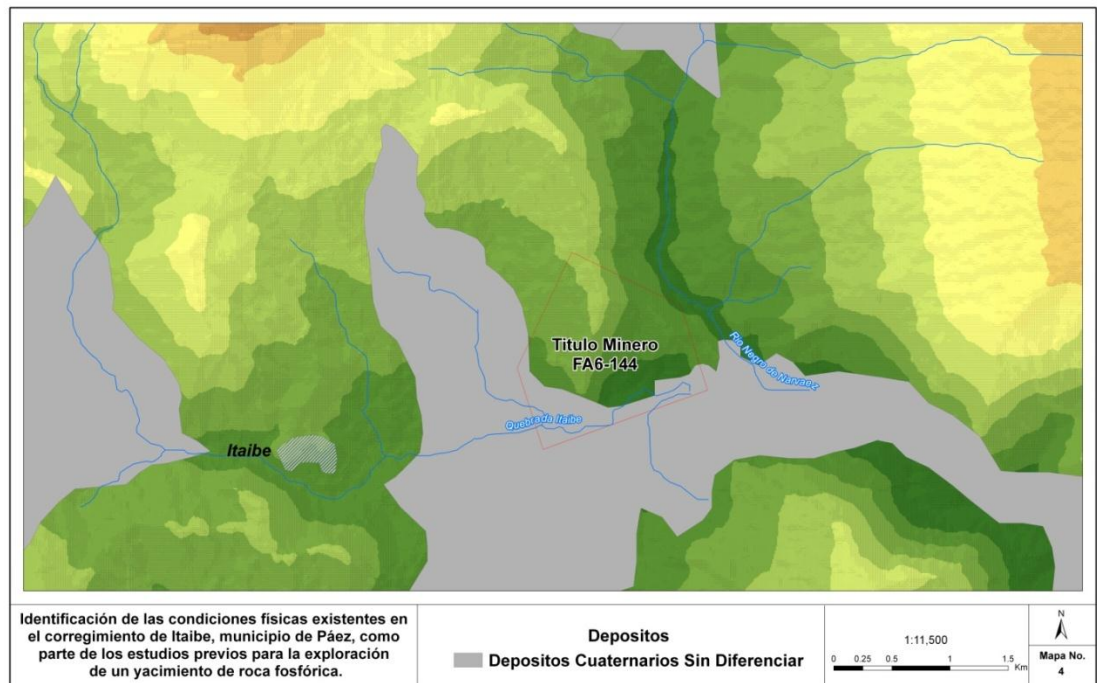 Titulo Minero
FA6-144
Rio Negro de Narvaez
Quebrada Itaibe
Itaibe
Identificación de las condiciones físicas existentes en
el corregimiento de Itaibe, municipio de Páez, como
parte de los estudios previos para la exploración
de un yacimiento de roca fosfórica.
Depositos
Depositos Cuaternarios Sin Diferenciar
1:11,500
0 0.25 0.5 1 1.5
Km
N
Mapa No.
4